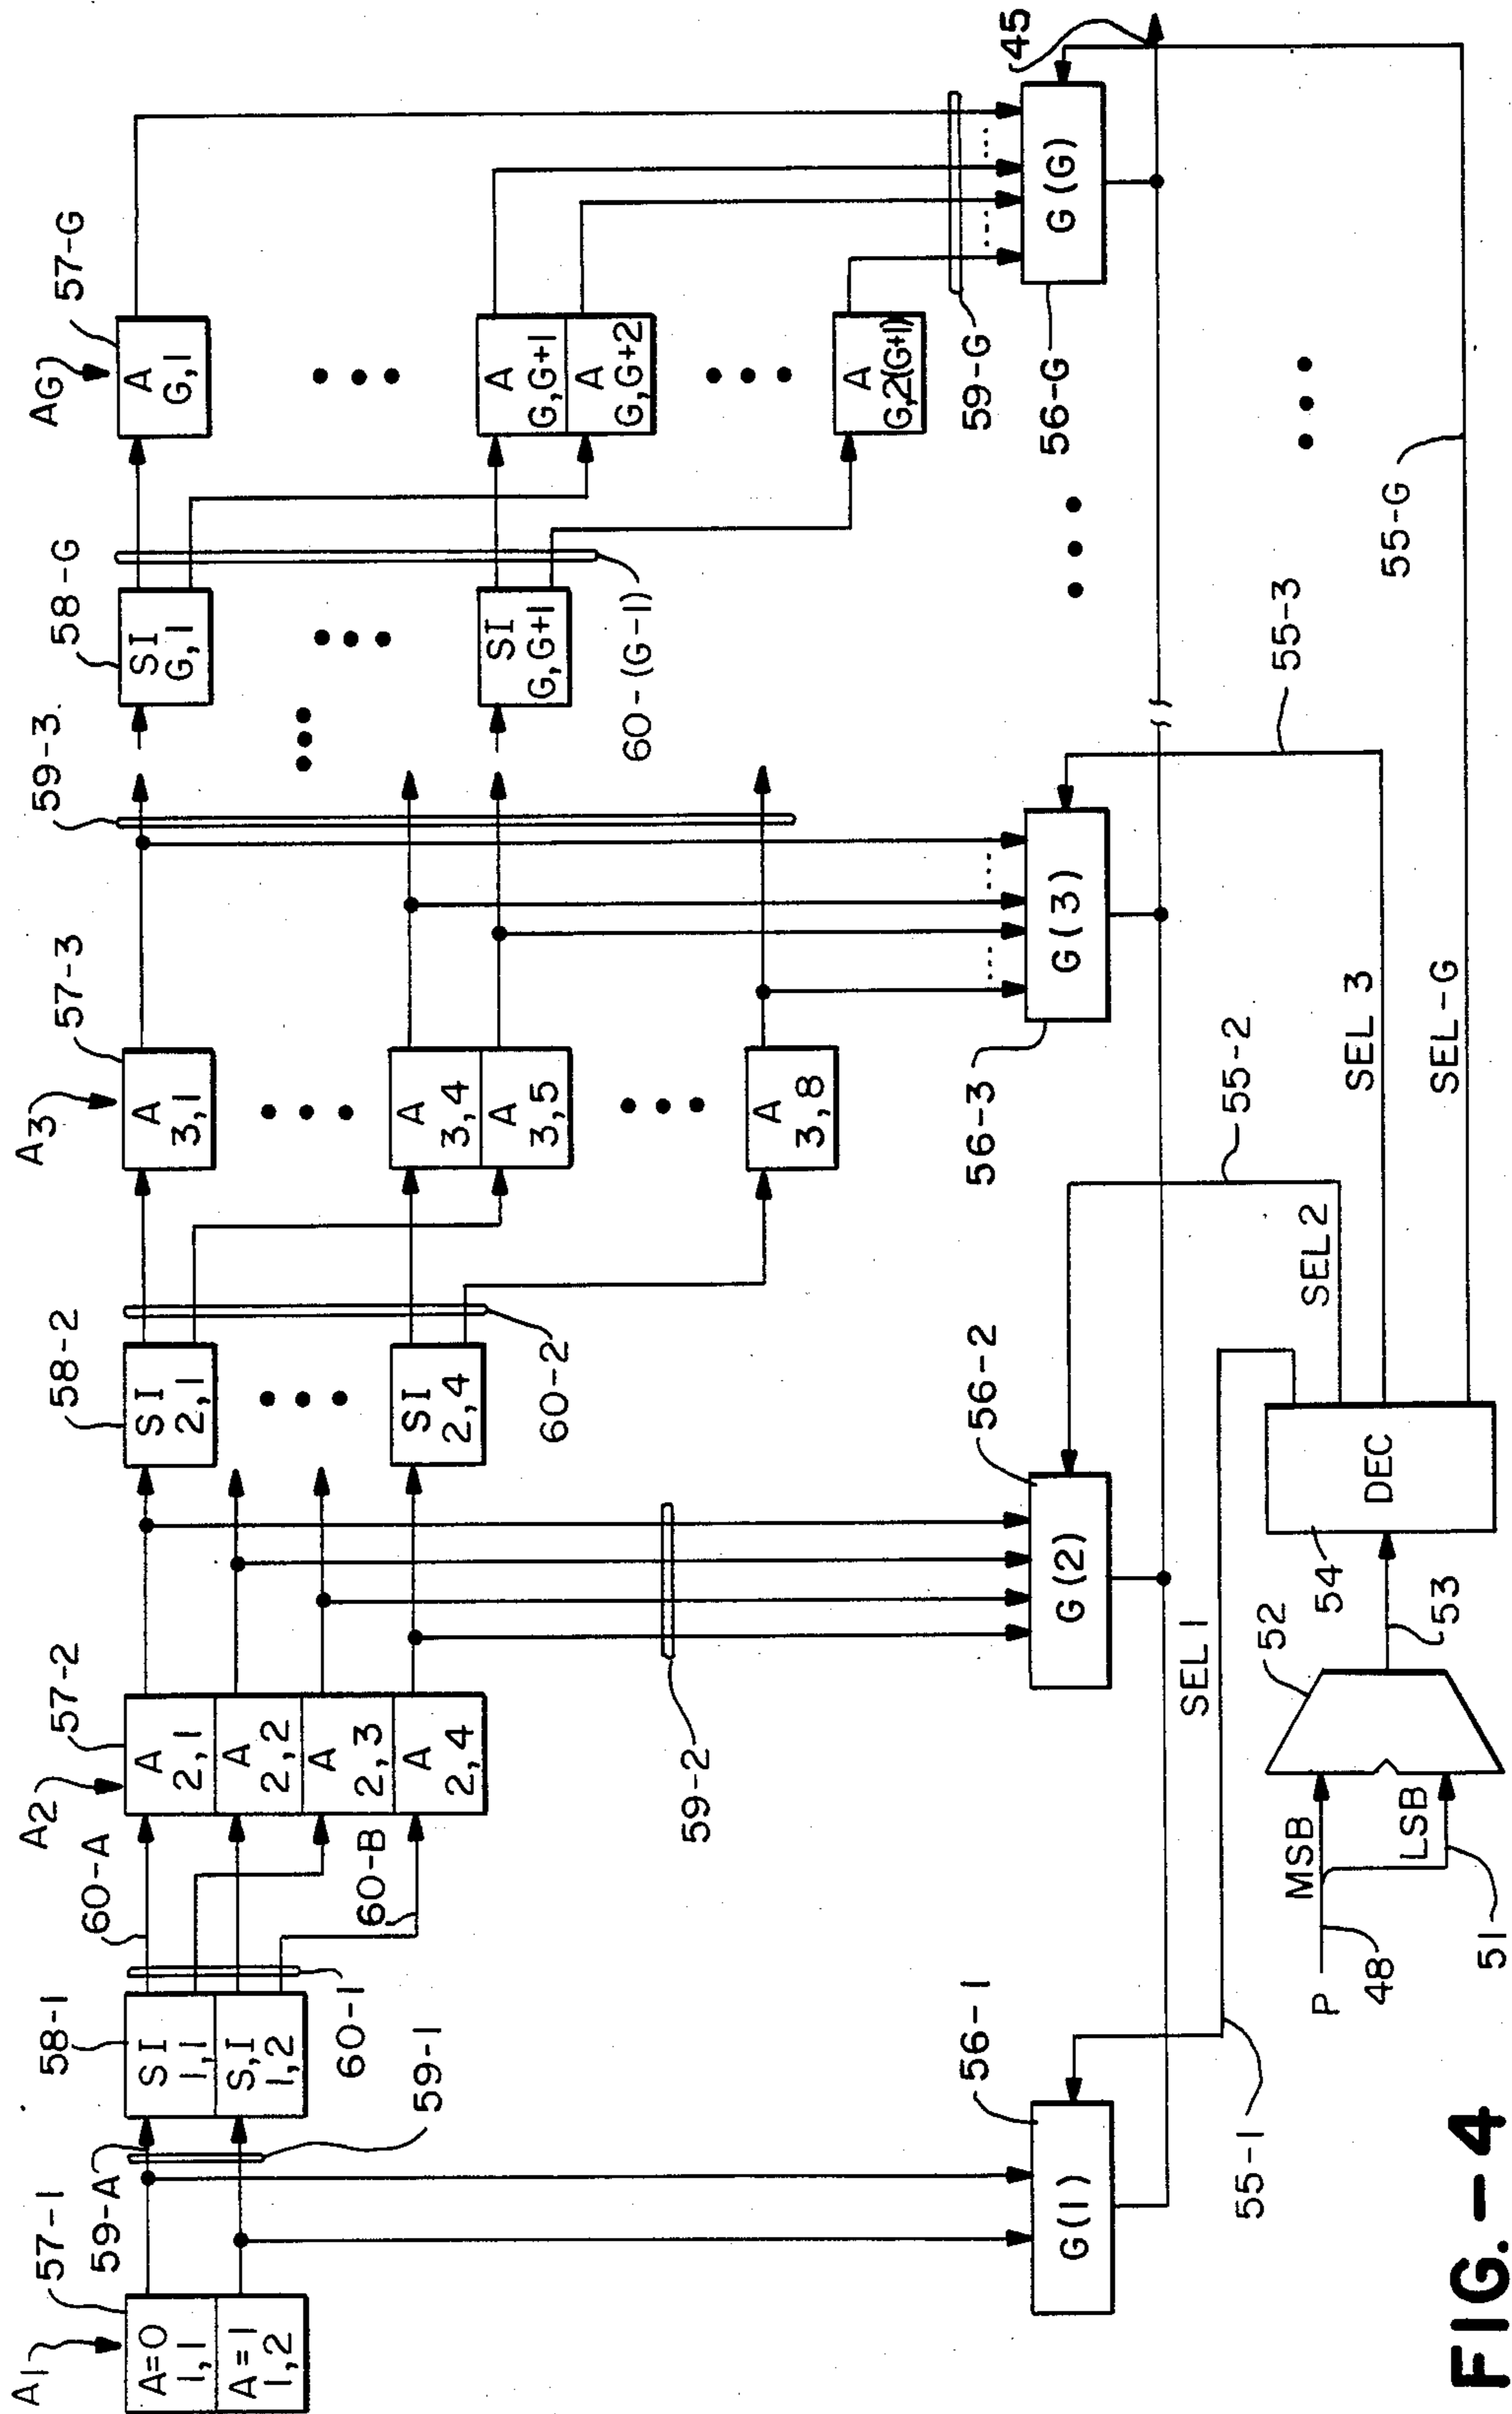 A1
57-1
59-A
58-1
60-A
A2
57-2
58-2
A3
57-3
59-3
58-G
AG
57-G
A=0
1,1
A=1
1,2
SI
1,1
S,I
1,2
A
2,1
A
2,2
A
2,3
A
2,4
SI
2,1
SI
2,4
A
3,1
A
3,4
A
3,5
A
3,8
SI
G,1
SI
G,G+1
A
G,1
A
G,G+1
A
G,G+2
A
G,2(G+1)
60-1
59-1
60-B
60-2
60-(G-1)
59-2
59-G
45
56-1
56-2
56-3
56-G
G(1)
G(2)
G(3)
G(G)
55-1
SEL 1
55-2
55-3
SEL 2
SEL 3
SEL-G
55-G
P
48
MSB
LSB
51
52
53
54
DEC
FIG.-4